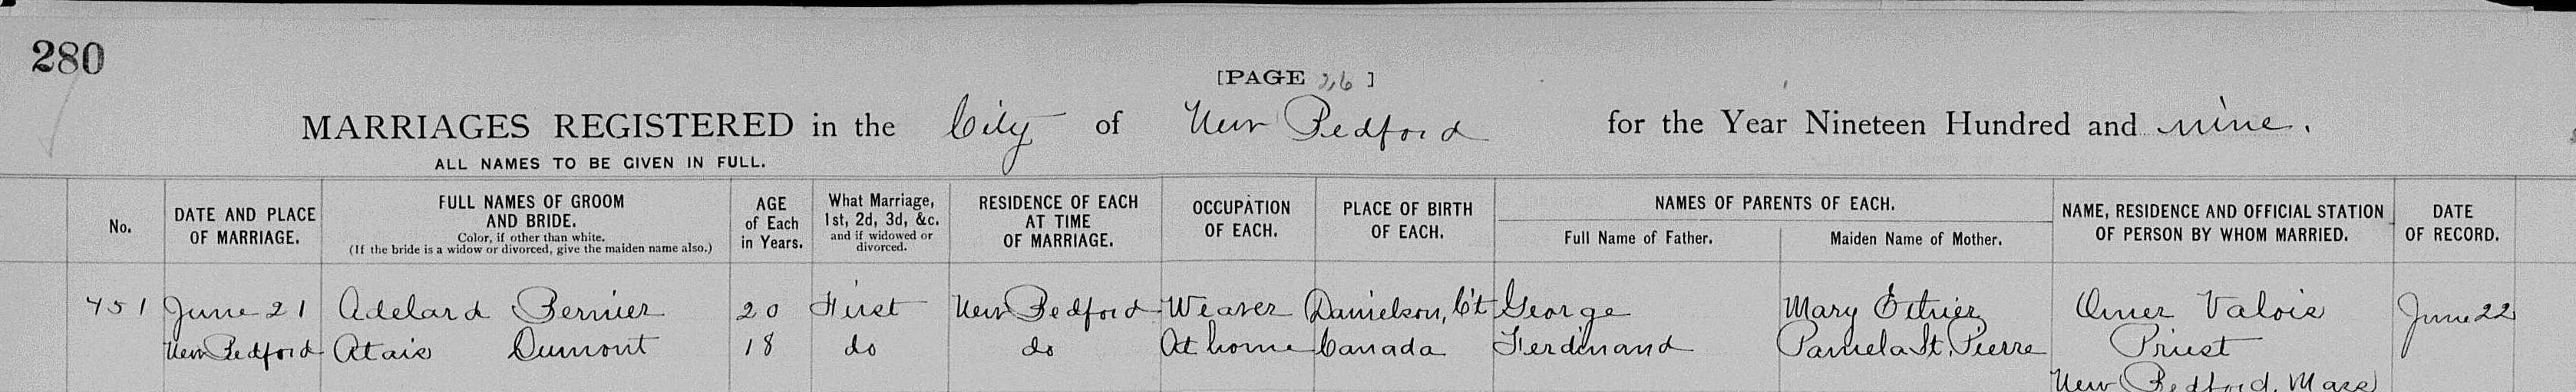 280
[PAGE 26]
MARRIAGES REGISTERED in the City of New Bedford for the Year Nineteen Hundred and nine.
ALL NAMES TO BE GIVEN IN FULL.
No.
DATE AND PLACE
OF MARRIAGE.
FULL NAMES OF GROOM
AND BRIDE.
Color, if other than white.
(If the bride is a widow or divorced, give the maiden name also.)
AGE
of Each
in Years.
What Marriage,
1st, 2d, 3d, &c.
and if widowed or
divorced.
RESIDENCE OF EACH
AT TIME
OF MARRIAGE.
OCCUPATION
OF EACH.
PLACE OF BIRTH
OF EACH.
NAMES OF PARENTS OF EACH.
Full Name of Father.
Maiden Name of Mother.
NAME, RESIDENCE AND OFFICIAL STATION
OF PERSON BY WHOM MARRIED.
DATE
OF RECORD.
451 June 21 Adelard Bernier 20 First New Bedford Weaver Danielson, Ct George Mary Ethier Omer Valois June 22
New Bedford Atais Dumont 18 do do At home Canada Ferdinand Pamela St. Pierre Priest
New Bedford, Mass